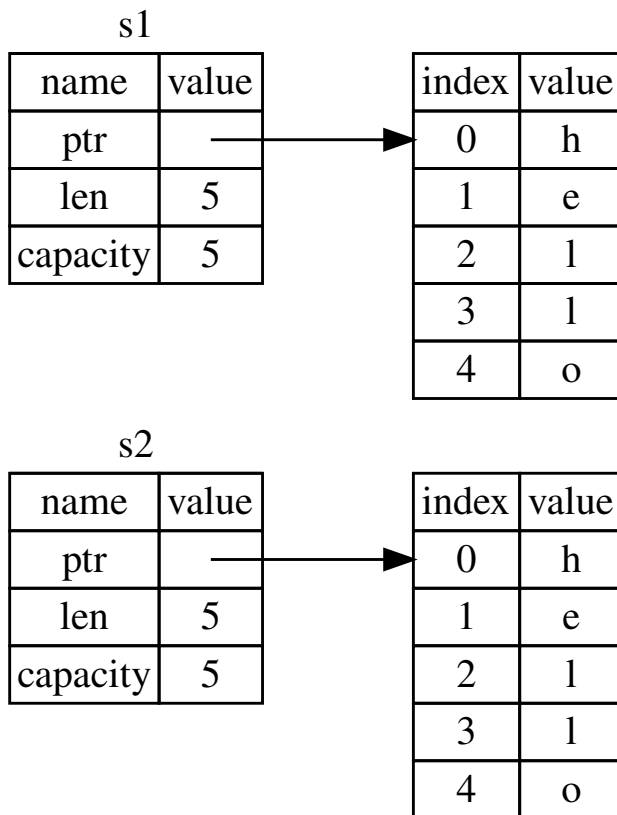 s1
name value index value
ptr 0 h
len 5 1 e
capacity 5 2 l
3 l
4 o
s2
name value index value
ptr 0 h
len 5 1 e
capacity 5 2 l
3 l
4 o